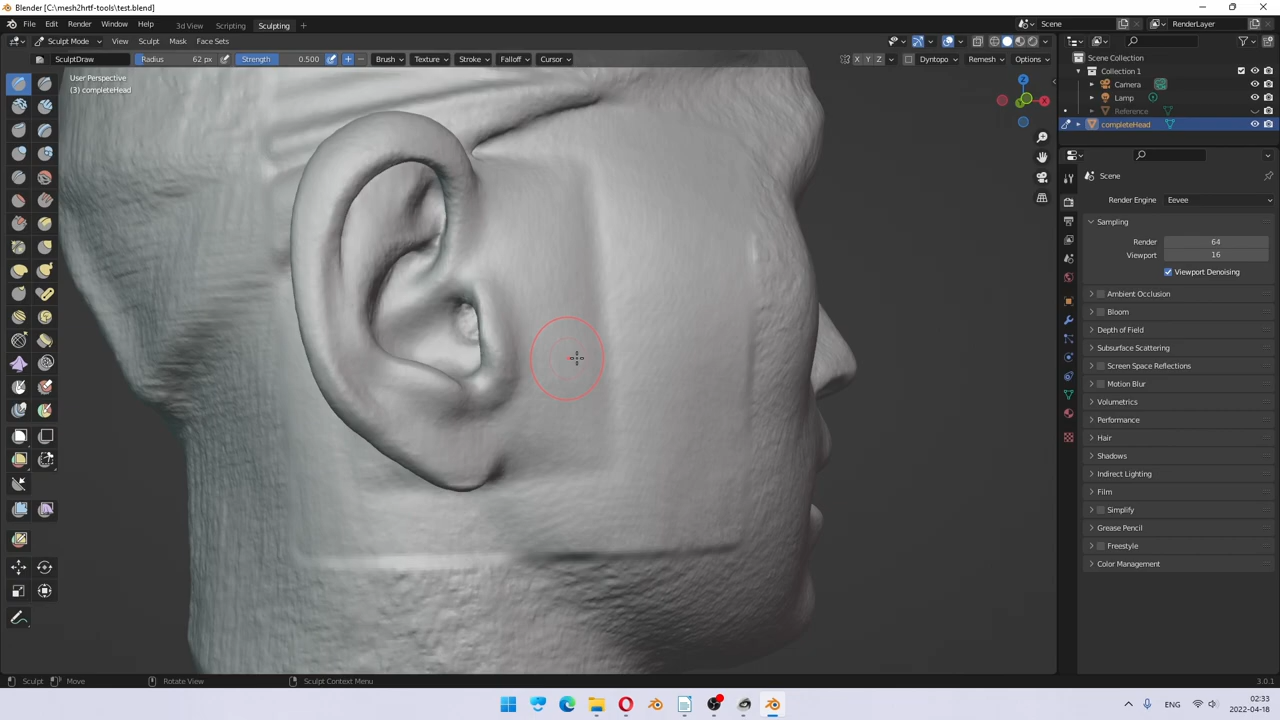 Blender [C:\mesh2hrtf-tools\test.blend]
File Edit Render Window Help 3d View Scripting Sculpting + Scene RenderLayer
Sculpt Mode View Sculpt Mask Face Sets
SculptDraw Radius 62 px Strength 0.500 Brush Texture Stroke Falloff Cursor X Y Z Dyntopo Remesh Options
User Perspective
(3) completeHead
Scene Collection
Collection 1
Camera
Lamp
Reference
completeHead
Scene
Render Engine Eevee
Sampling
Render 64
Viewport 16
Viewport Denoising
Ambient Occlusion
Bloom
Depth of Field
Subsurface Scattering
Screen Space Reflections
Motion Blur
Volumetrics
Performance
Hair
Shadows
Indirect Lighting
Film
Simplify
Grease Pencil
Freestyle
Color Management
Sculpt Move Rotate View Sculpt Context Menu 3.0.1
ENG 02:33
2022-04-18